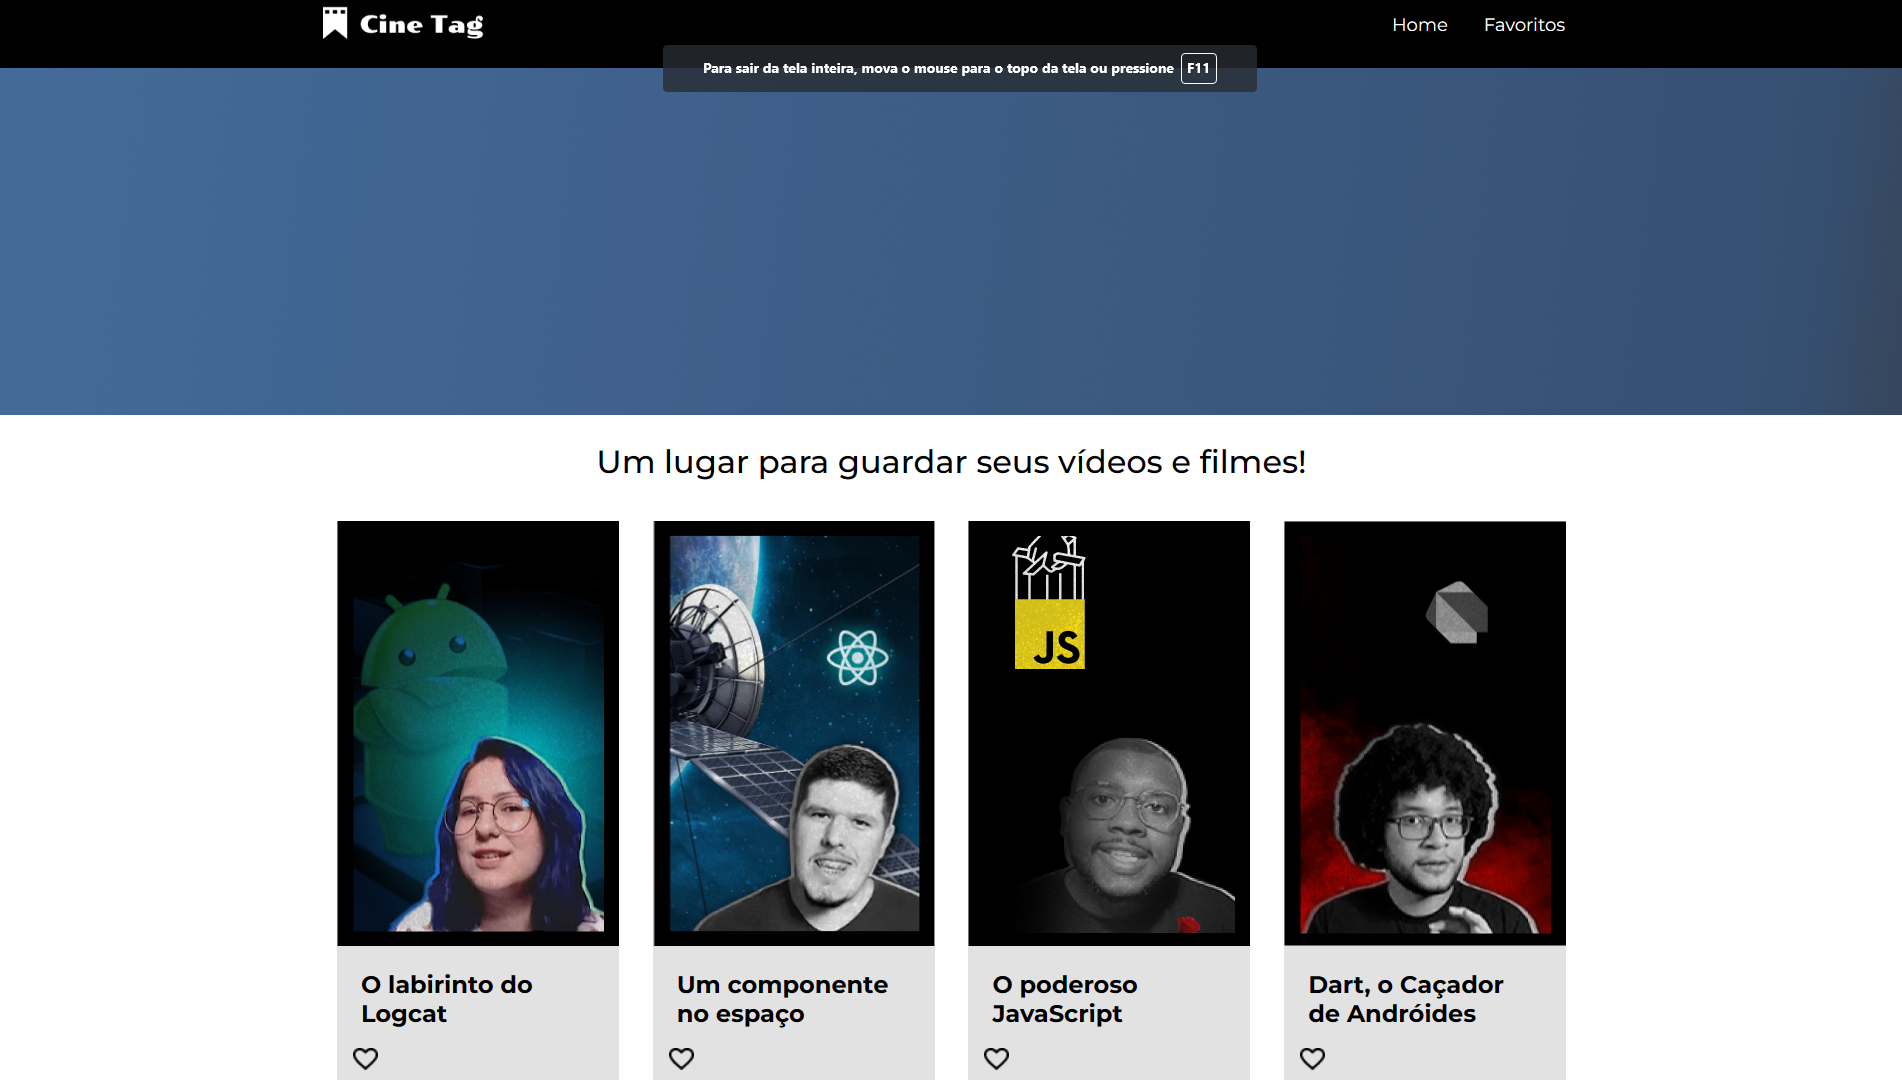 Cine Tag
Home
Favoritos
Para sair da tela inteira, mova o mouse para o topo da tela ou pressione F11
Um lugar para guardar seus vídeos e filmes!
JS
O labirinto do
Logcat
Um componente
no espaço
O poderoso
JavaScript
Dart, o Caçador
de Andróides